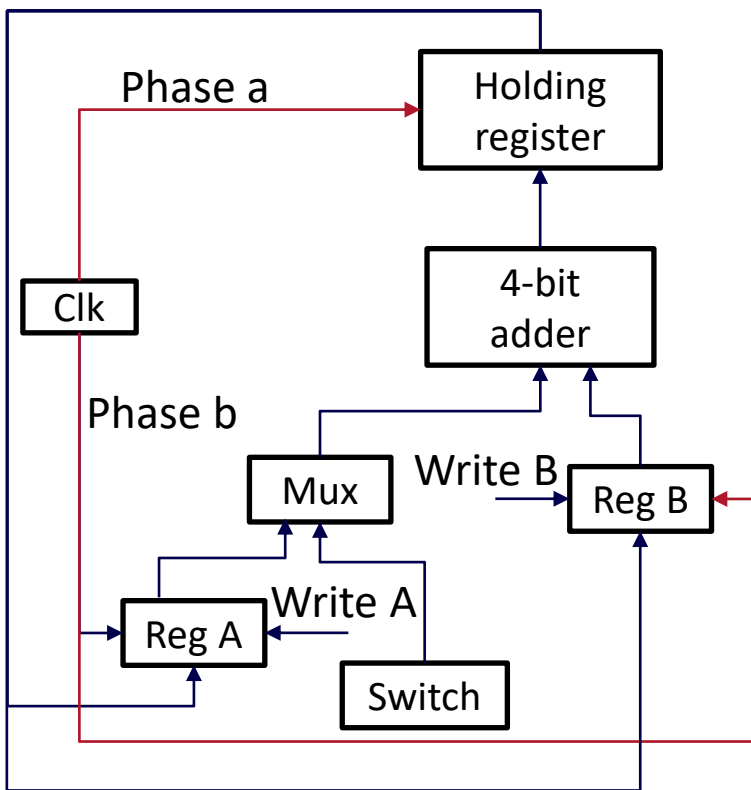 Phase a
Holding
register
Clk
4-bit
adder
Phase b
Mux
Write B
Reg B
Reg A
Write A
Switch